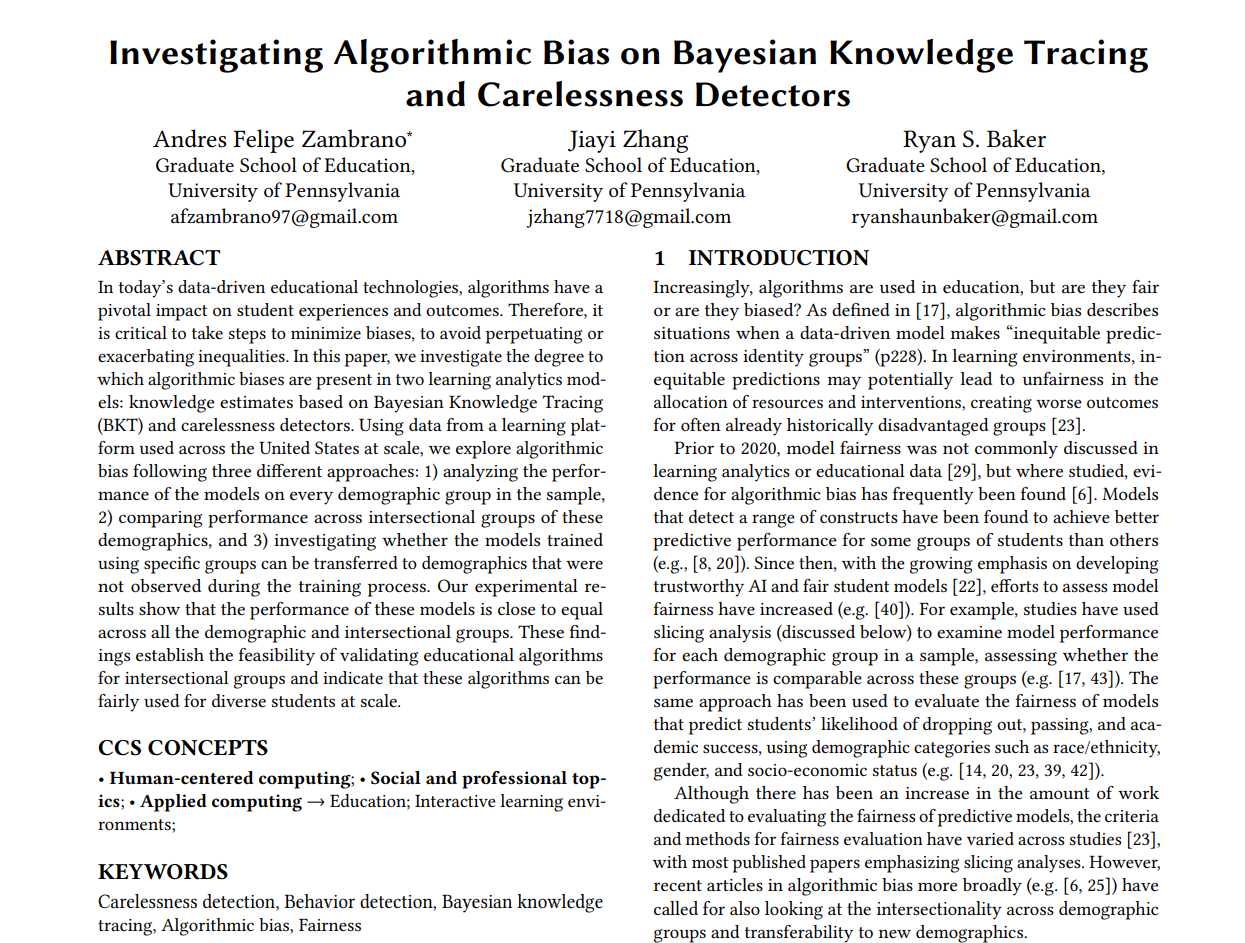 Investigating Algorithmic Bias on Bayesian Knowledge Tracing
and Carelessness Detectors
Andres Felipe Zambrano*
Graduate School of Education,
University of Pennsylvania
afzambrano97@gmail.com
Jiayi Zhang
Graduate School of Education,
University of Pennsylvania
jzhang7718@gmail.com
Ryan S. Baker
Graduate School of Education,
University of Pennsylvania
ryanshaunbaker@gmail.com
ABSTRACT
In today's data-driven educational technologies, algorithms have a
pivotal impact on student experiences and outcomes. Therefore, it
is critical to take steps to minimize biases, to avoid perpetuating or
exacerbating inequalities. In this paper, we investigate the degree to
which algorithmic biases are present in two learning analytics mod-
els: knowledge estimates based on Bayesian Knowledge Tracing
(BKT) and carelessness detectors. Using data from a learning plat-
form used across the United States at scale, we explore algorithmic
bias following three different approaches: 1) analyzing the perfor-
mance of the models on every demographic group in the sample,
2) comparing performance across intersectional groups of these
demographics, and 3) investigating whether the models trained
using specific groups can be transferred to demographics that were
not observed during the training process. Our experimental re-
sults show that the performance of these models is close to equal
across all the demographic and intersectional groups. These find-
ings establish the feasibility of validating educational algorithms
for intersectional groups and indicate that these algorithms can be
fairly used for diverse students at scale.
CCS CONCEPTS
• Human-centered computing; • Social and professional top-
ics; • Applied computing → Education; Interactive learning envi-
ronments;
KEYWORDS
Carelessness detection, Behavior detection, Bayesian knowledge
tracing, Algorithmic bias, Fairness
1 INTRODUCTION
Increasingly, algorithms are used in education, but are they fair
or are they biased? As defined in [17], algorithmic bias describes
situations when a data-driven model makes “inequitable predic-
tion across identity groups” (p228). In learning environments, in-
equitable predictions may potentially lead to unfairness in the
allocation of resources and interventions, creating worse outcomes
for often already historically disadvantaged groups [23].
Prior to 2020, model fairness was not commonly discussed in
learning analytics or educational data [29], but where studied, evi-
dence for algorithmic bias has frequently been found [6]. Models
that detect a range of constructs have been found to achieve better
predictive performance for some groups of students than others
(e.g., [8, 20]). Since then, with the growing emphasis on developing
trustworthy AI and fair student models [22], efforts to assess model
fairness have increased (e.g. [40]). For example, studies have used
slicing analysis (discussed below) to examine model performance
for each demographic group in a sample, assessing whether the
performance is comparable across these groups (e.g. [17, 43]). The
same approach has been used to evaluate the fairness of models
that predict students' likelihood of dropping out, passing, and aca-
demic success, using demographic categories such as race/ethnicity,
gender, and socio-economic status (e.g. [14, 20, 23, 39, 42]).
Although there has been an increase in the amount of work
dedicated to evaluating the fairness of predictive models, the criteria
and methods for fairness evaluation have varied across studies [23],
with most published papers emphasizing slicing analyses. However,
recent articles in algorithmic bias more broadly (e.g. [6, 25]) have
called for also looking at the intersectionality across demographic
groups and transferability to new demographics.